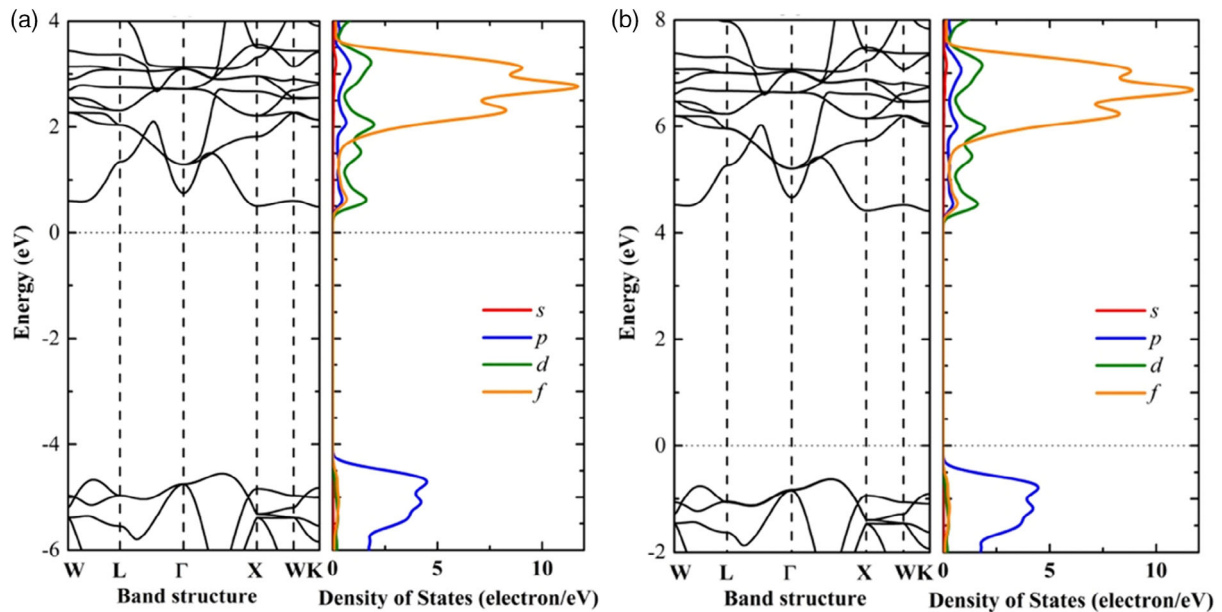 (a)
4
2
0
-2
-4
-6
Energy (eV)
W L Γ X WK
Band structure
s
p
d
f
0 5 10
Density of States (electron/eV)
(b)
8
6
4
2
0
-2
Energy (eV)
W L Γ X WK
Band structure
s
p
d
f
0 5 10
Density of States (electron/eV)